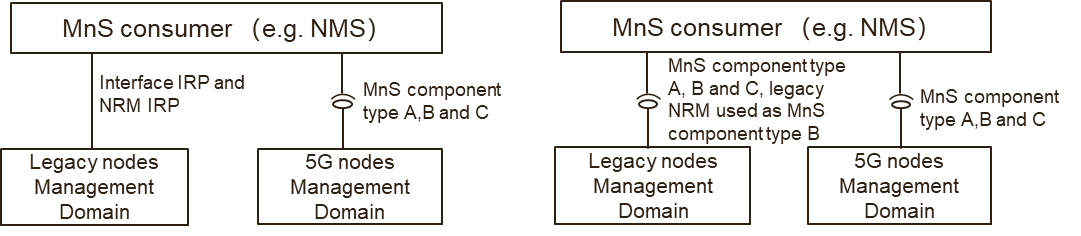 MnS consumer （e.g. NMS）
Interface IRP and
NRM IRP
MnS component
type A,B and C
Legacy nodes
Management
Domain
5G nodes
Management
Domain
MnS consumer （e.g. NMS）
MnS component type
A, B and C, legacy
NRM used as MnS
component type B
MnS component
type A,B and C
Legacy nodes
Management
Domain
5G nodes
Management
Domain